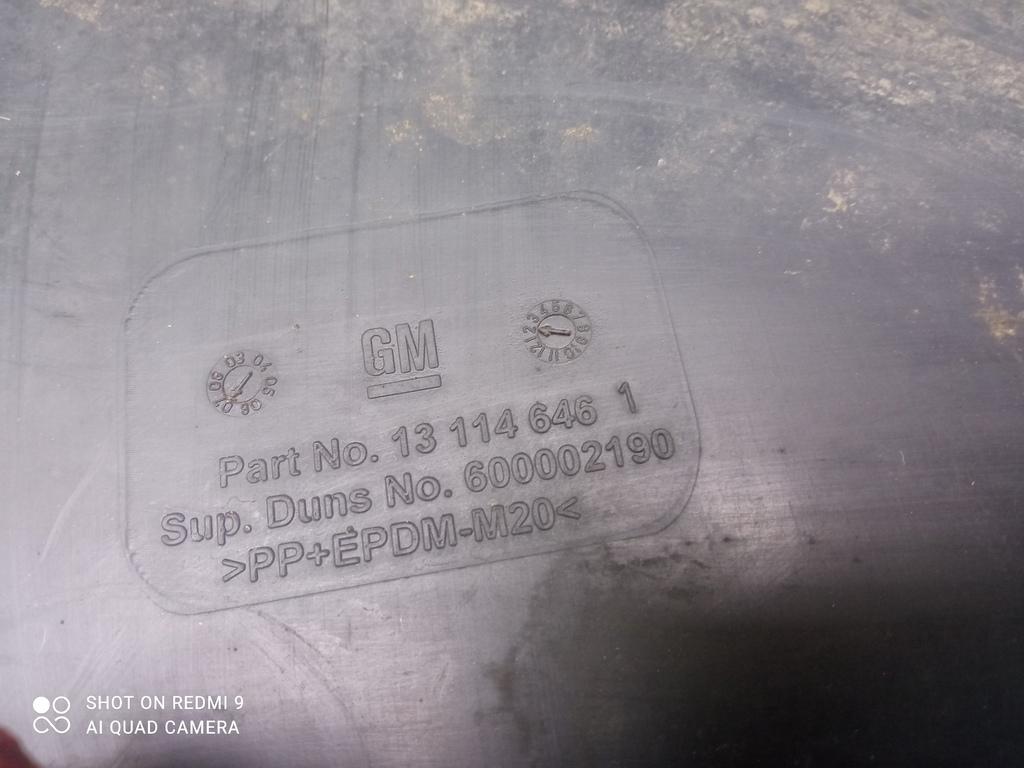 GM
Part No. 13 114 646 1
Sup. Duns No. 600002190
>PP+EPDM-M20<
SHOT ON REDMI 9
AI QUAD CAMERA